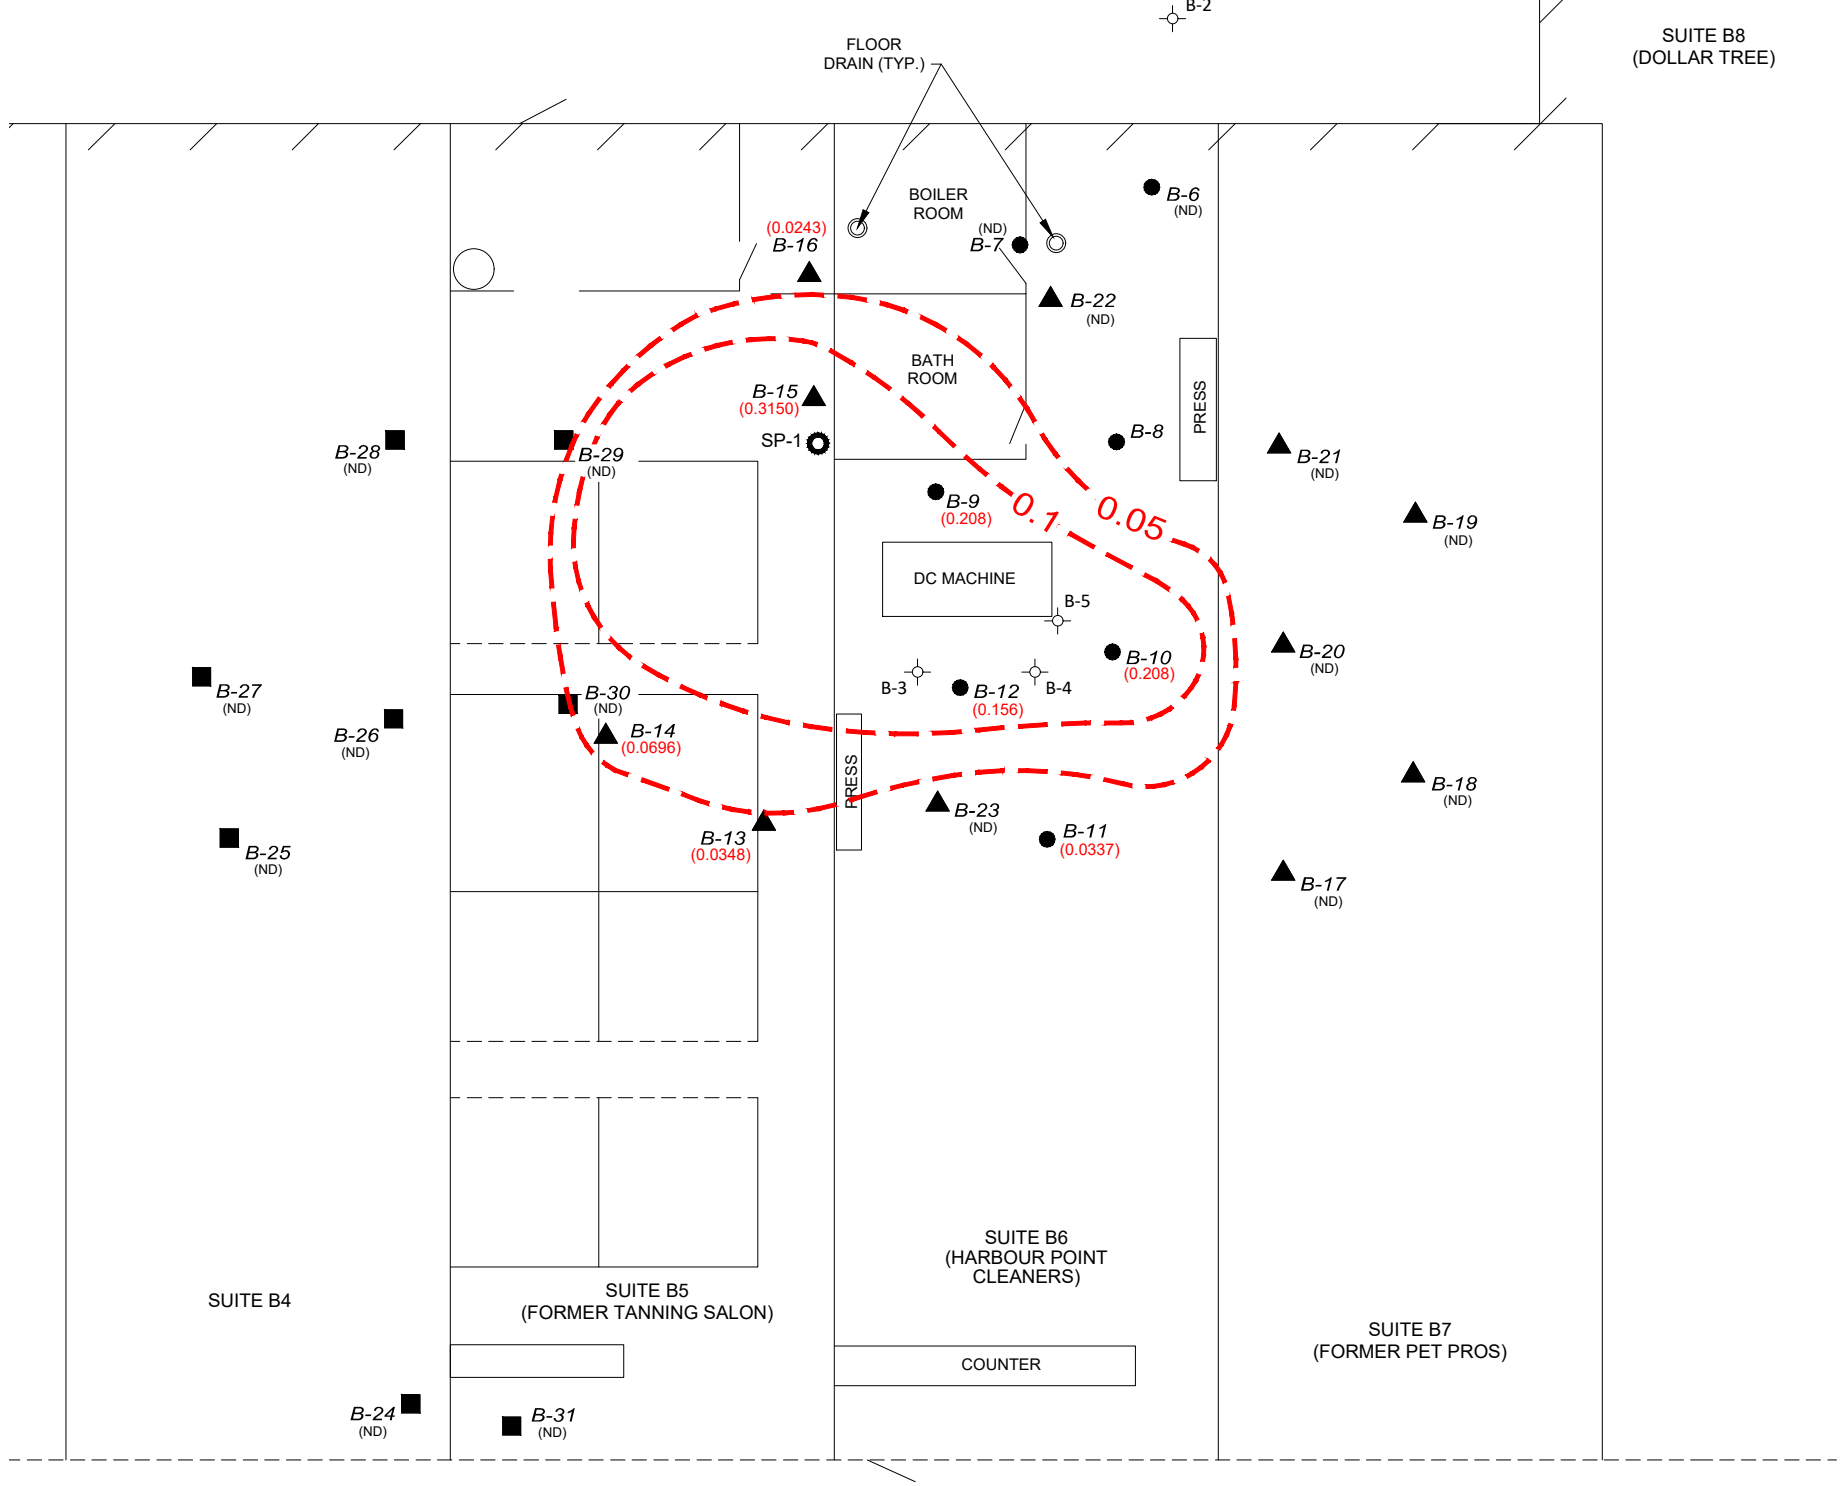 B-2
SUITE B8
(DOLLAR TREE)
FLOOR
DRAIN (TYP.)
BOILER
ROOM
B-6
(ND)
(0.0243)
B-16
(ND)
B-7
B-22
(ND)
BATH
ROOM
PRESS
B-15
(0.3150)
SP-1
B-8
B-28
(ND)
B-29
(ND)
B-21
(ND)
B-9
(0.208)
0.1
0.05
B-19
(ND)
DC MACHINE
B-5
B-10
(0.208)
B-20
(ND)
B-3
B-12
(0.156)
B-4
B-27
(ND)
B-30
(ND)
B-26
(ND)
B-14
(0.0696)
PRESS
B-18
(ND)
B-23
(ND)
B-13
(0.0348)
B-11
(0.0337)
B-25
(ND)
B-17
(ND)
SUITE B6
(HARBOUR POINT
CLEANERS)
SUITE B4
SUITE B5
(FORMER TANNING SALON)
SUITE B7
(FORMER PET PROS)
COUNTER
B-24
(ND)
B-31
(ND)